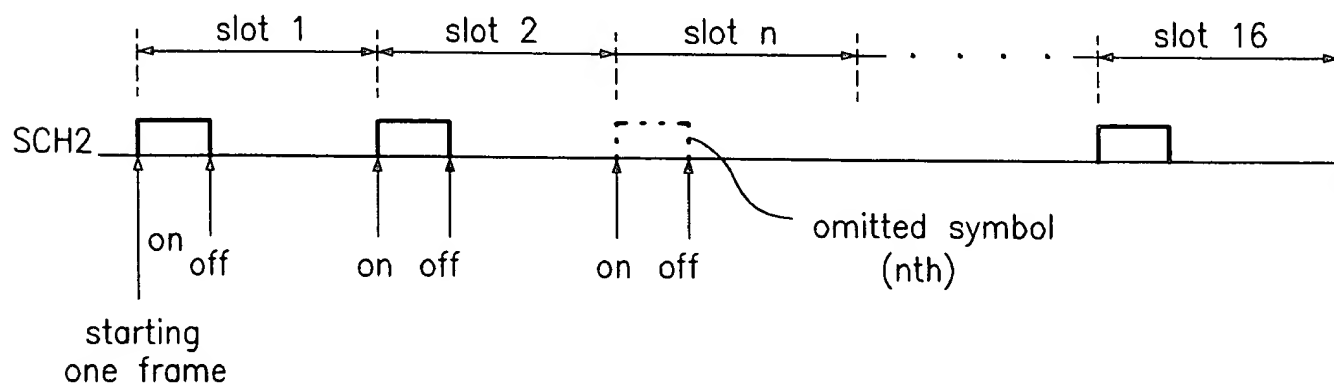 slot 1
slot 2
slot n
slot 16
SCH2
on
off
on off
on off
omitted symbol
(nth)
starting
one frame